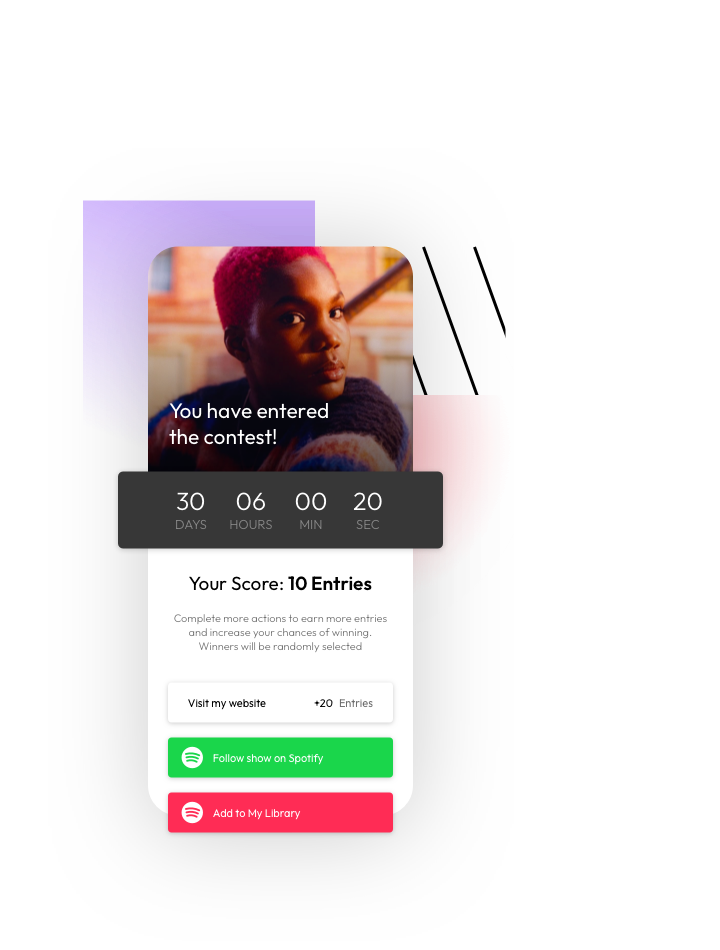 You have entered
the contest!
30 06 00 20
DAYS HOURS MIN SEC
Your Score: 10 Entries
Complete more actions to earn more entries
and increase your chances of winning.
Winners will be randomly selected
Visit my website +20 Entries
Follow show on Spotify
Add to My Library